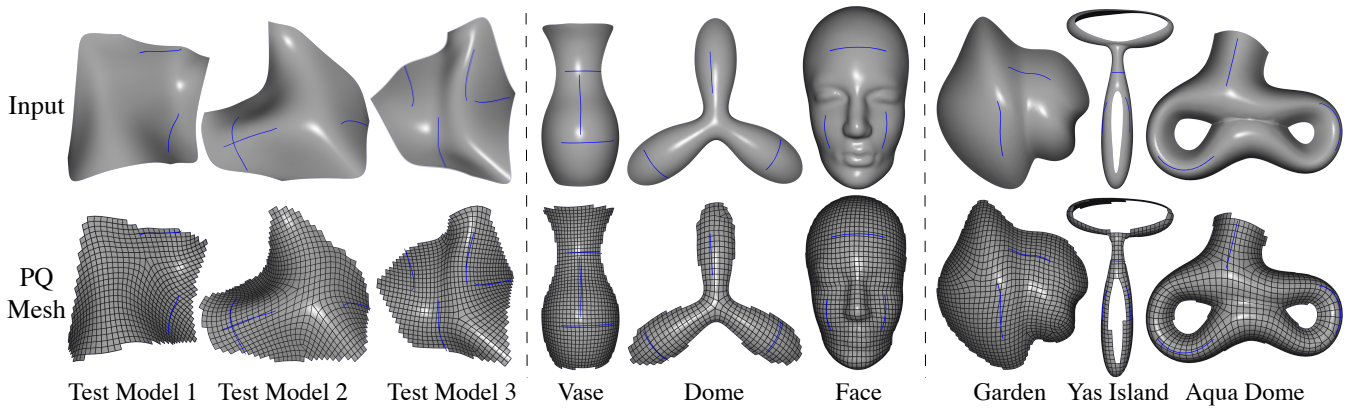 Input
PQ
Mesh
Test Model 1 Test Model 2 Test Model 3 Vase Dome Face Garden Yas Island Aqua Dome